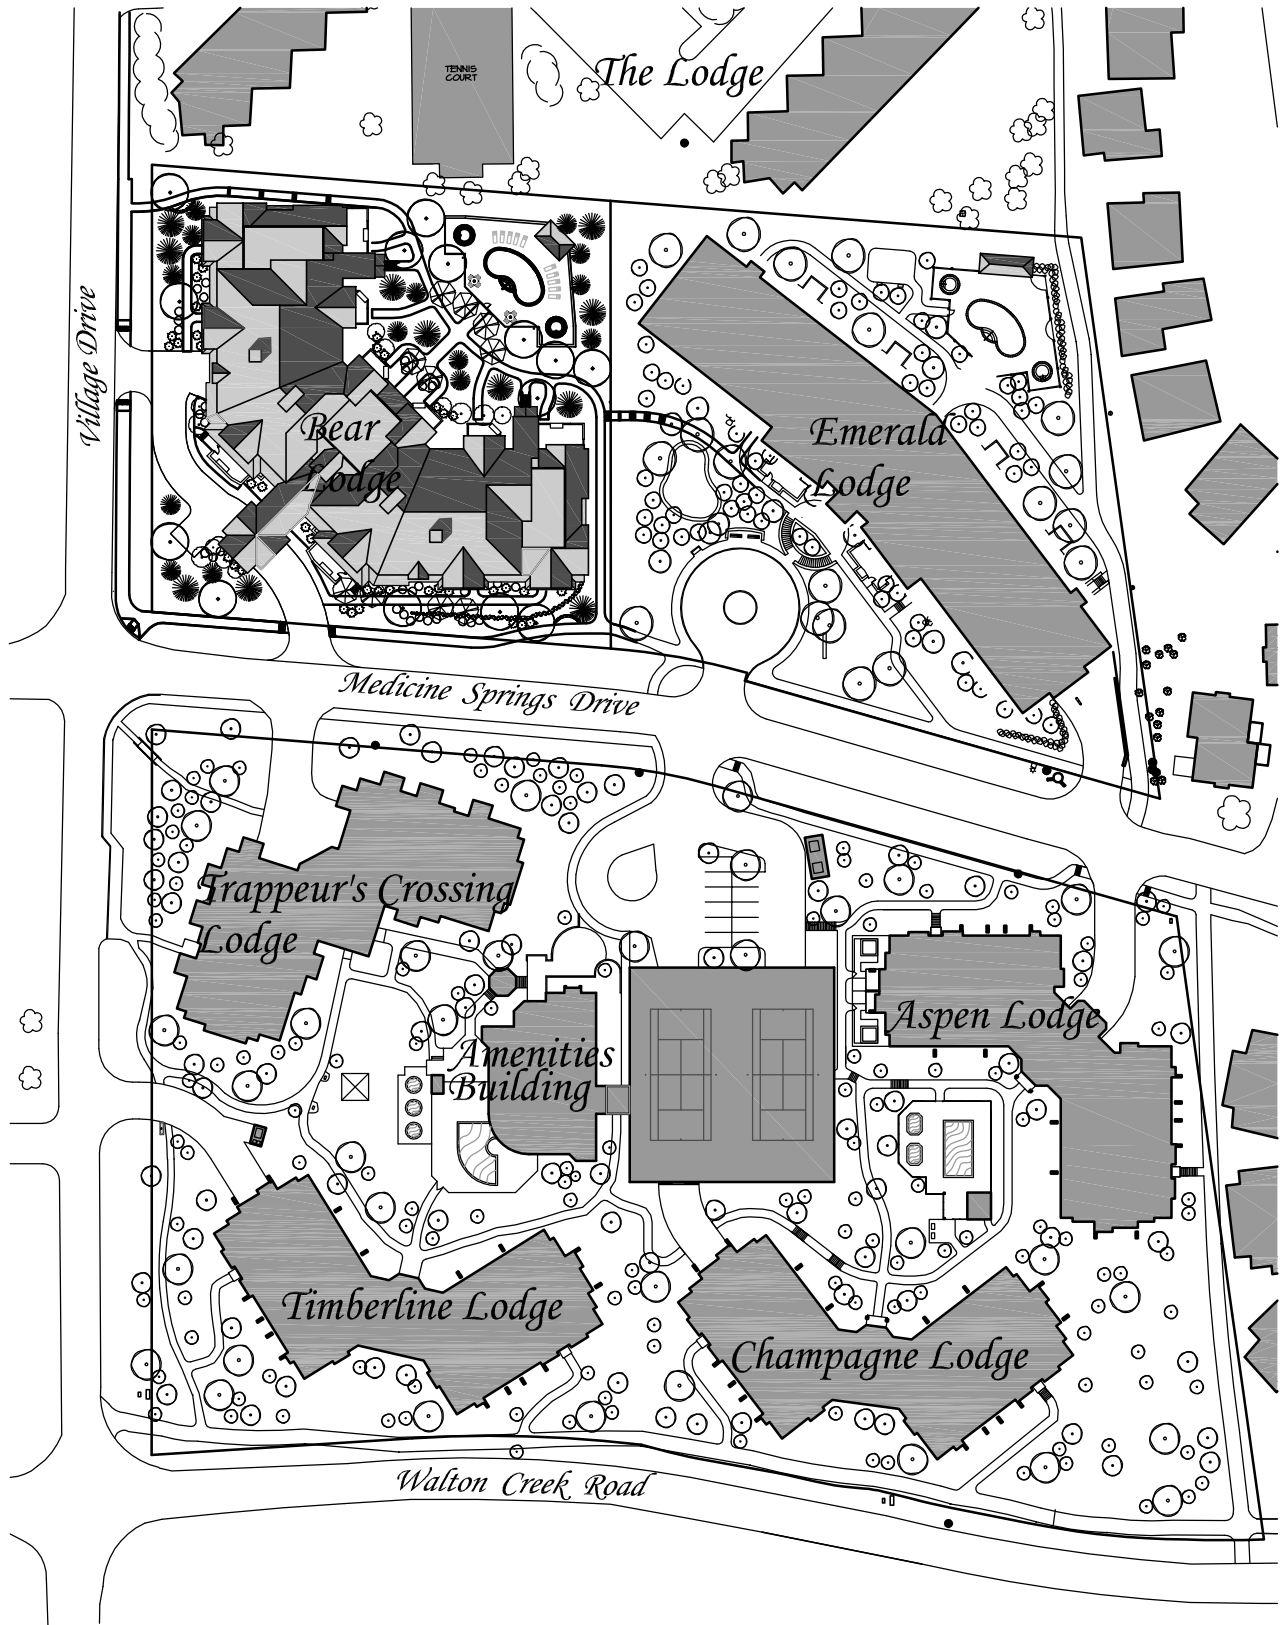 TENNIS
COURT
The Lodge
Village Drive
Bear
Lodge
Emerald
Lodge
Medicine Springs Drive
Trappeur's Crossing
Lodge
Aspen Lodge
Amenities
Building
Timberline Lodge
Champagne Lodge
Walton Creek Road